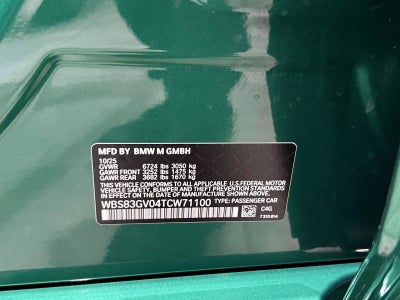 MFD BY BMW M GMBH
10/25
GVWR 6724 lbs 3050 kg
GAWR FRONT 3252 lbs 1475 kg
GAWR REAR 3682 lbs 1670 kg
THIS VEHICLE CONFORMS TO ALL APPLICABLE U.S.FEDERAL MOTOR
VEHICLE SAFETY, BUMPER, AND THEFT PREVENTION STANDARDS IN
EFFECT ON THE DATE OF MANUFACTURE SHOWN ABOVE.
WBS83GV04TCW71100 TYPE: PASSENGER CAR
C4G